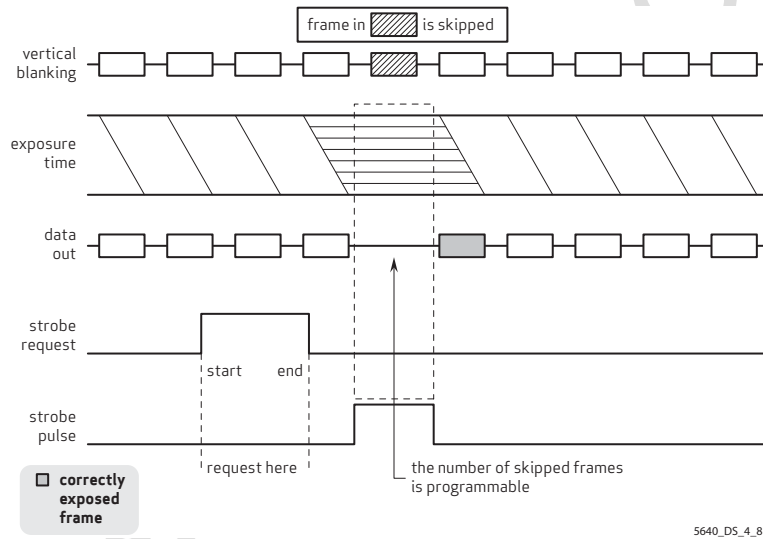 frame in is skipped
vertical
blanking
exposure
time
data
out
strobe
request
start end
strobe
pulse
request here
the number of skipped frames
is programmable
correctly
exposed
frame
5640_DS_4_8